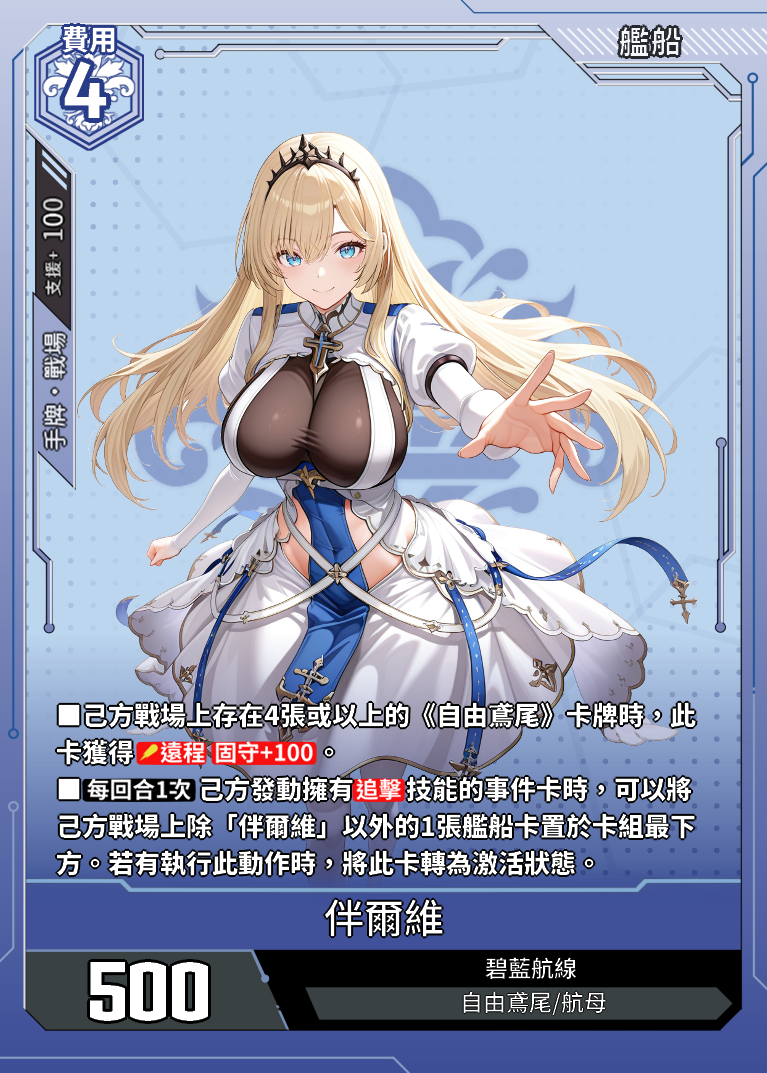 費用
4
艦船
支援+ 100
手牌・戰場
■己方戰場上存在4張或以上的《自由鳶尾》卡牌時，此
卡獲得 遠程 固守+100。
■每回合1次 己方發動擁有追擊技能的事件卡時，可以將
己方戰場上除「伴爾維」以外的1張艦船卡置於卡組最下
方。若有執行此動作時，將此卡轉為激活狀態。
伴爾維
500
碧藍航線
自由鳶尾/航母